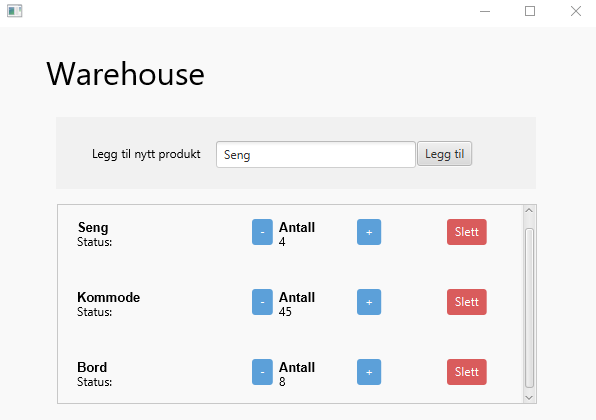 Warehouse
Legg til nytt produkt Seng Legg til
Seng - Antall + Slett
Status: 4
Kommode - Antall + Slett
Status: 45
Bord - Antall + Slett
Status: 8